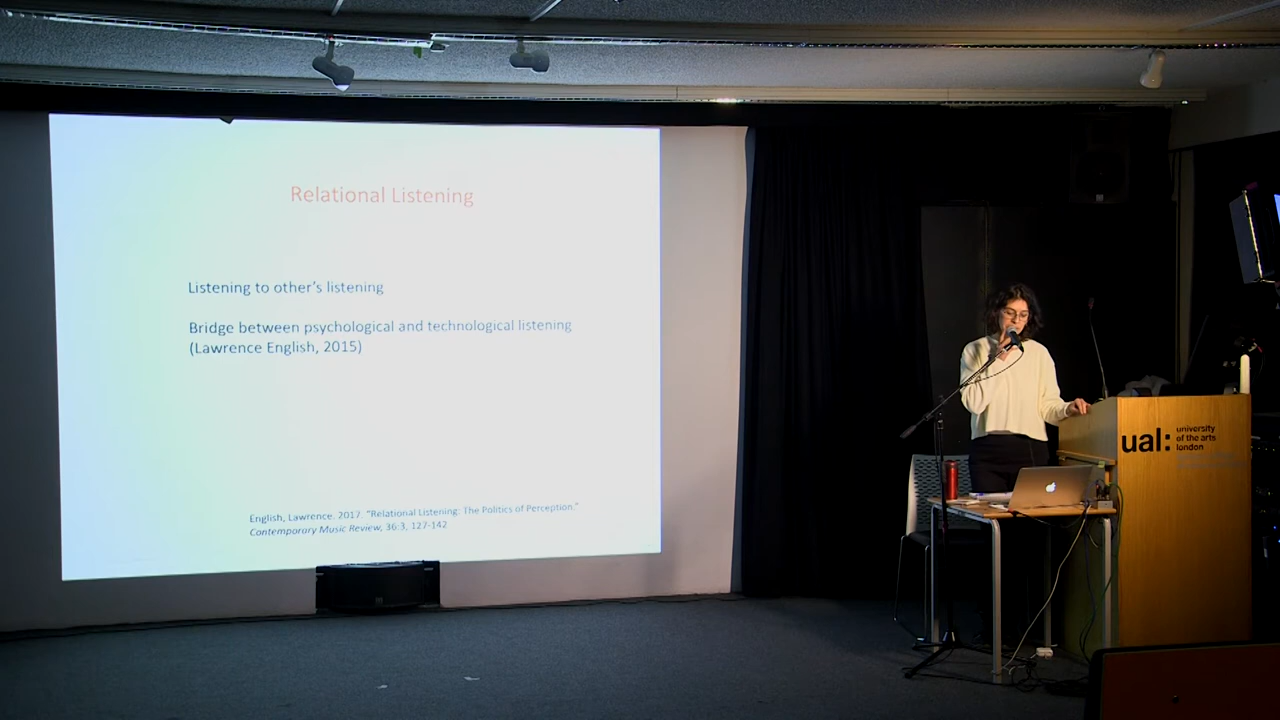 Relational Listening
Listening to other's listening
Bridge between psychological and technological listening
(Lawrence English, 2015)
English, Lawrence. 2017. "Relational Listening: The Politics of Perception."
Contemporary Music Review, 36:3, 127-142
ual:
university
of the arts
london